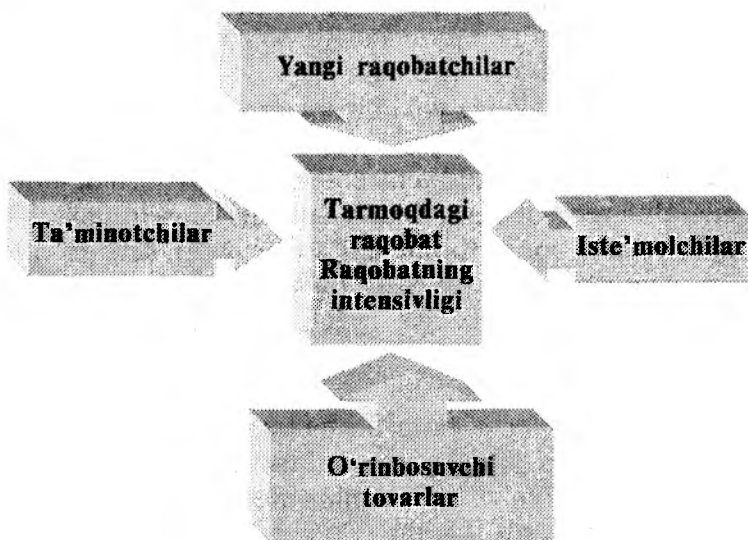 Yangi raqobatchilar
Ta'minotchilar
Tarmoqdagi
raqobat
Raqobatning
intensivligi
Iste'molchilar
O‘rinbosuvchi
tovarlar